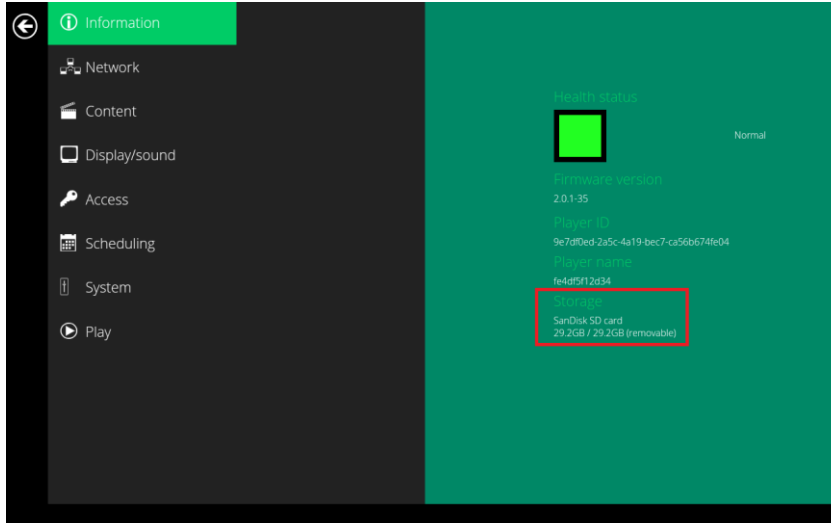 Information
Network
Content
Display/sound
Access
Scheduling
System
Play
Health status
Normal
Firmware version
2.0.1-35
Player ID
9e7df0ed-2a5c-4a19-bec7-ca56b674fe04
Player name
fe4df5f12d34
Storage
SanDisk SD card
29.2GB / 29.2GB (removable)